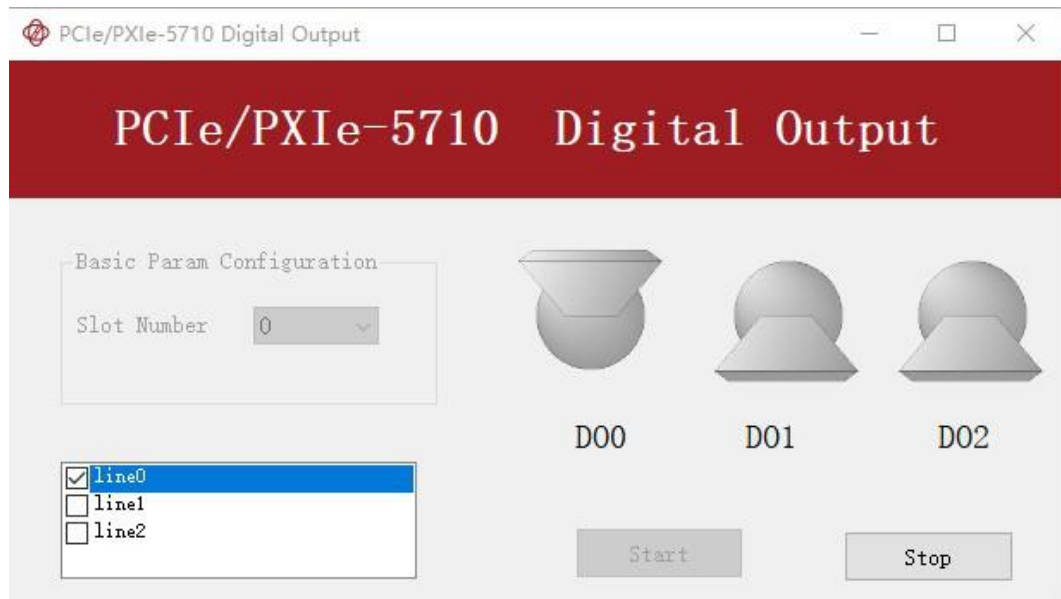 PCIe/PXIe-5710 Digital Output
PCIe/PXIe-5710 Digital Output
Basic Param Configuration
Slot Number 0
DO0 DO1 DO2
line0
line1
line2
Start Stop